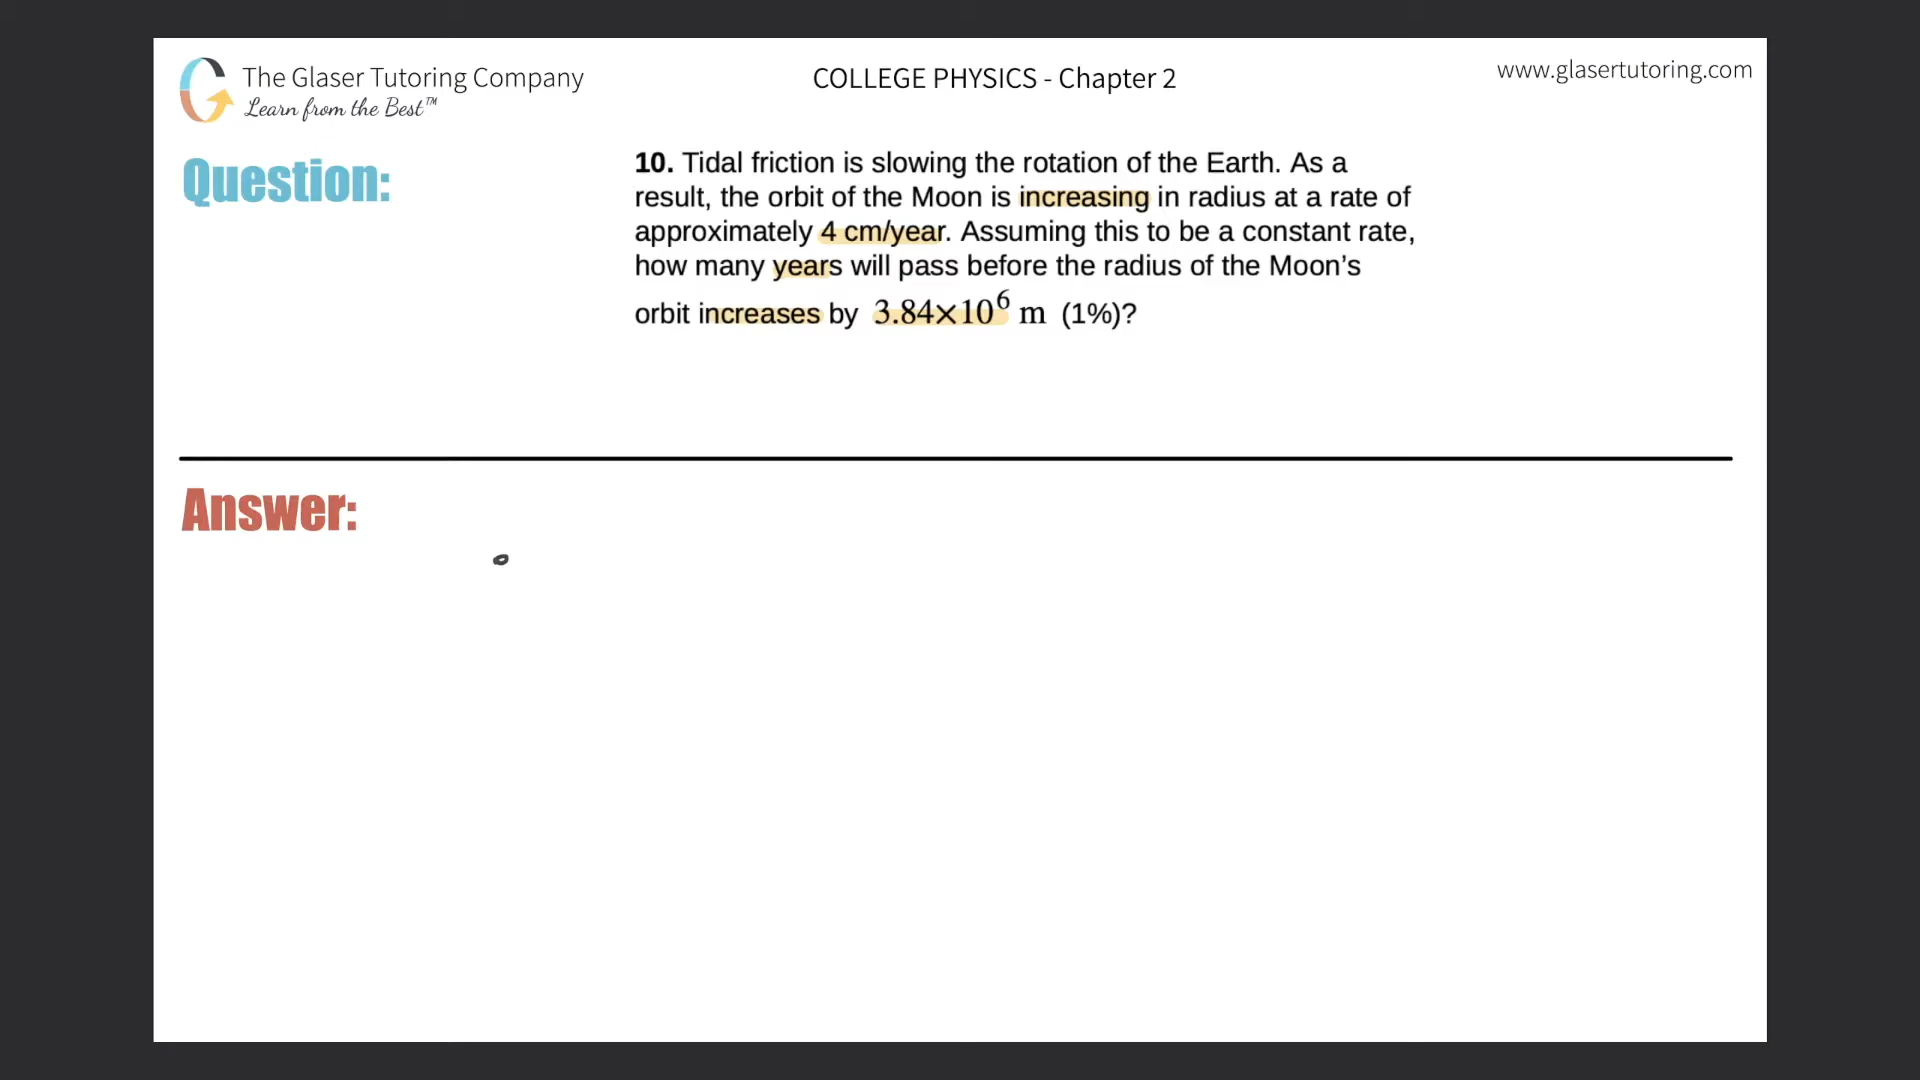 The Glaser Tutoring Company
Learn from the Best™
COLLEGE PHYSICS - Chapter 2
www.glasertutoring.com
Question:
10. Tidal friction is slowing the rotation of the Earth. As a
result, the orbit of the Moon is increasing in radius at a rate of
approximately 4 cm/year. Assuming this to be a constant rate,
how many years will pass before the radius of the Moon’s
orbit increases by 3.84×10⁶ m (1%)?
Answer: